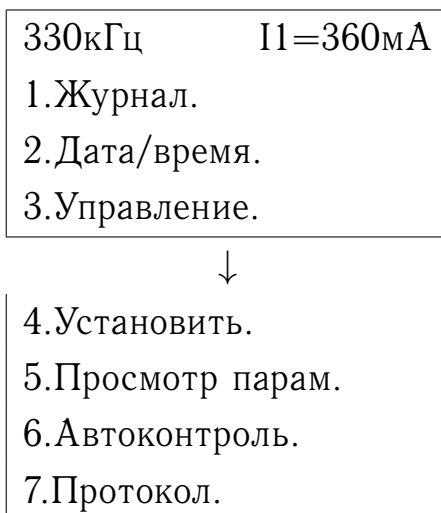 330кГц I1=360мА
1.Журнал.
2.Дата/время.
3.Управление.
↓
4.Установить.
5.Просмотр парам.
6.Автоконтроль.
7.Протокол.